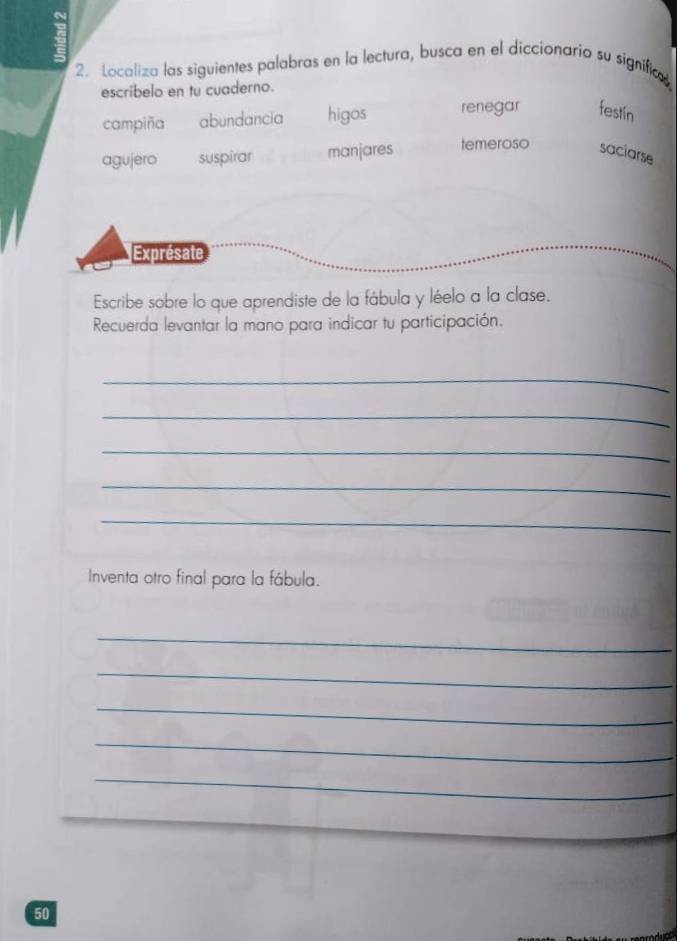 Unidad 2
2. Localiza las siguientes palabras en la lectura, busca en el diccionario su
escríbelo en tu cuaderno.
campiña abundancia higos renegar festín
agujero suspirar manjares temeroso saciarse
Exprésate
Escribe sobre lo que aprendiste de la fábula y léelo a la clase.
Recuerda levantar la mano para indicar tu participación.
Inventa otro final para la fábula.
50